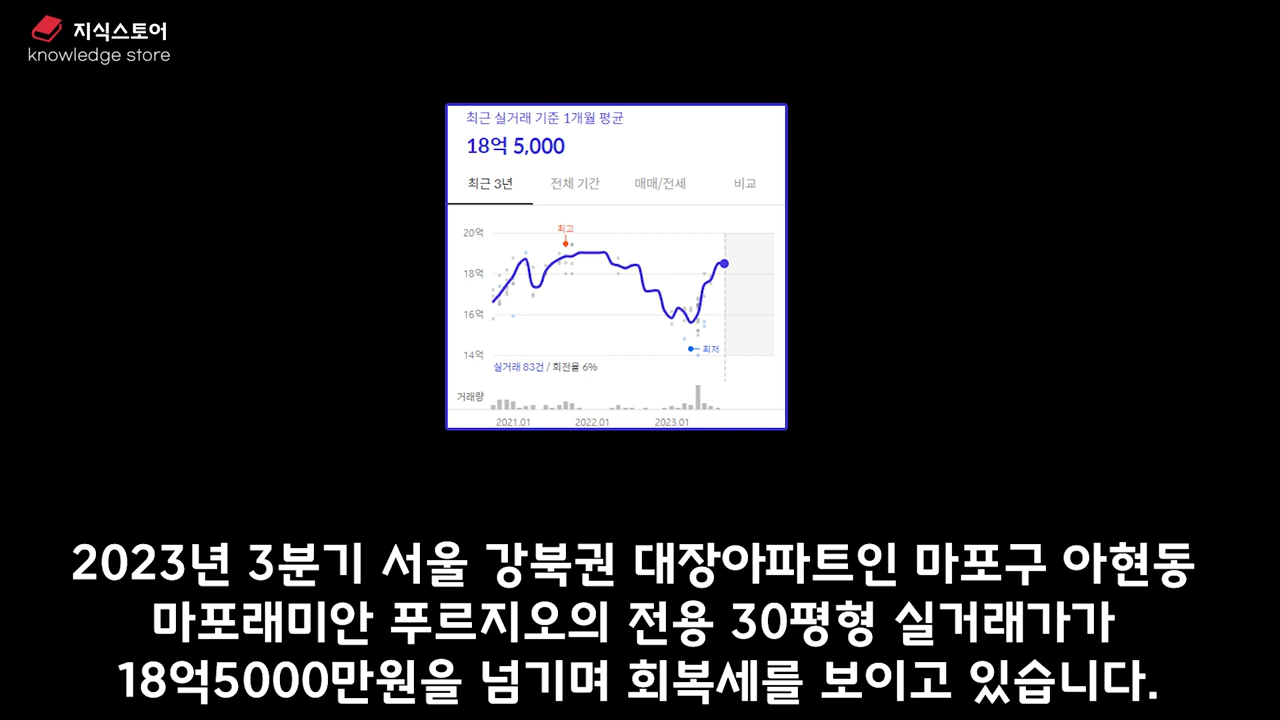 지식스토어
knowledge store
최근 실거래 기준 1개월 평균
18억 5,000
최근 3년 전체 기간 매매/전세 비교
최고
20억
18억
16억
14억
최저
실거래 83건 / 회전율 6%
거래량
2021.01 2022.01 2023.01
2023년 3분기 서울 강북권 대장아파트인 마포구 아현동
마포래미안 푸르지오의 전용 30평형 실거래가가
18억5000만원을 넘기며 회복세를 보이고 있습니다.